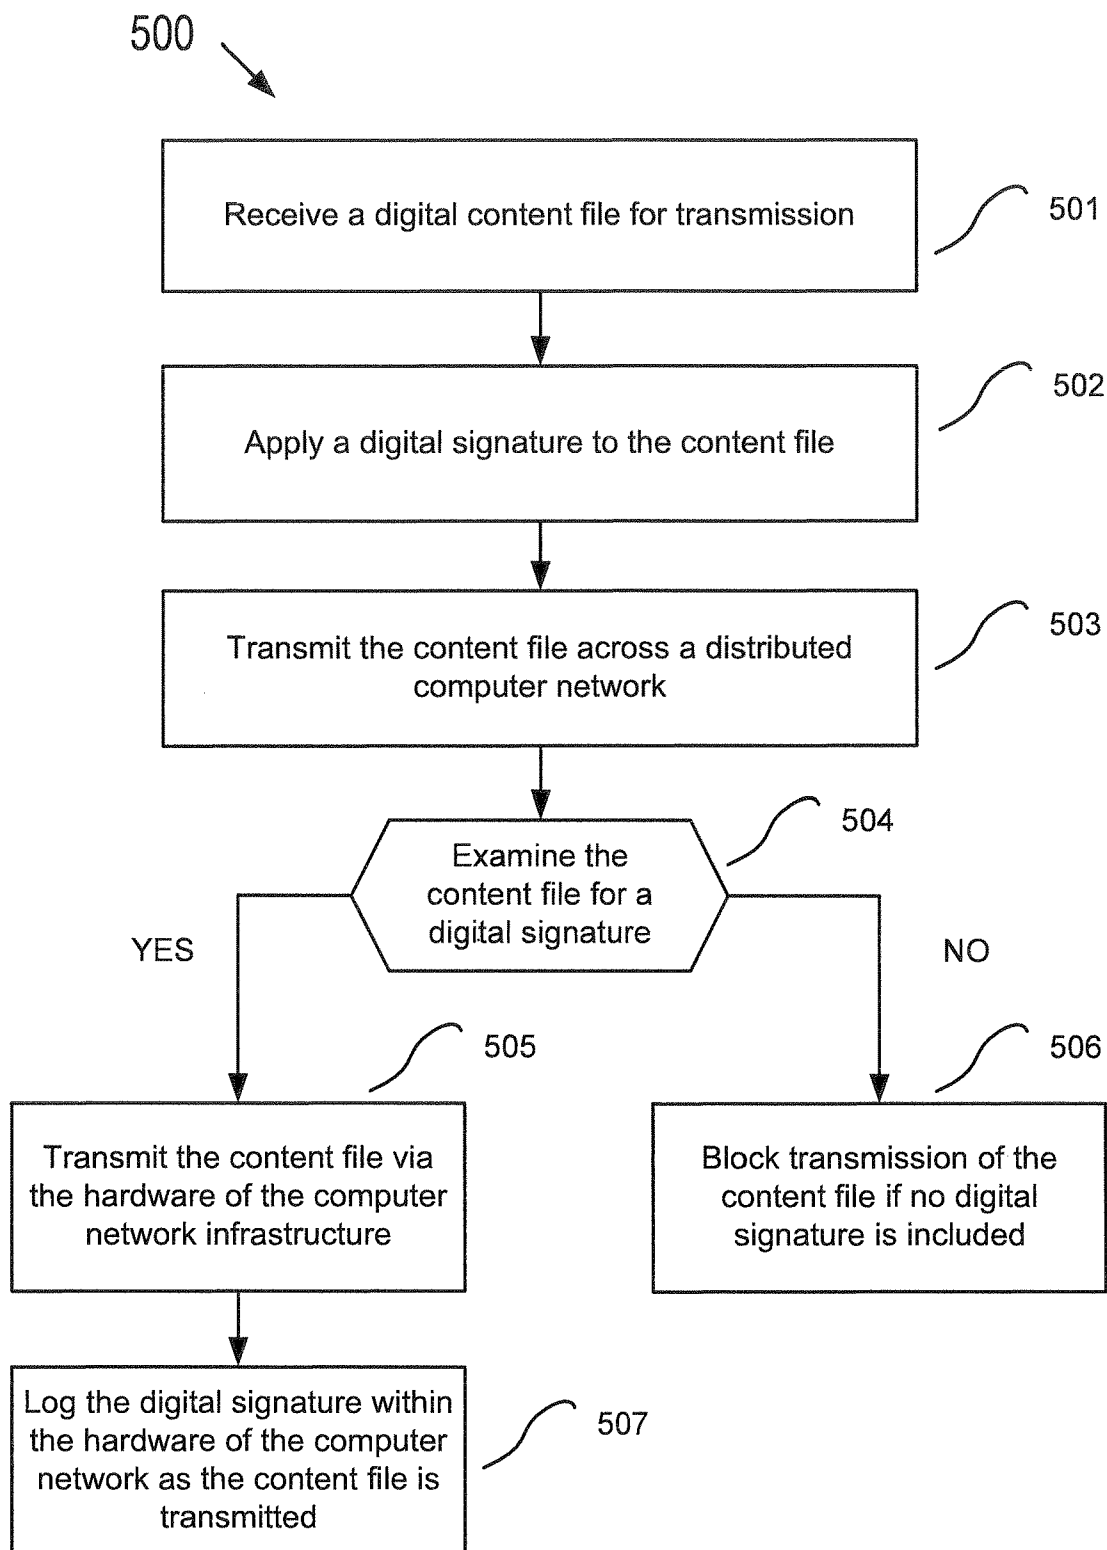 500
Receive a digital content file for transmission
501
Apply a digital signature to the content file
502
Transmit the content file across a distributed
computer network
503
Examine the
content file for a
digital signature
504
YES
NO
505
506
Transmit the content file via
the hardware of the computer
network infrastructure
Block transmission of the
content file if no digital
signature is included
Log the digital signature within
the hardware of the computer
network as the content file is
transmitted
507